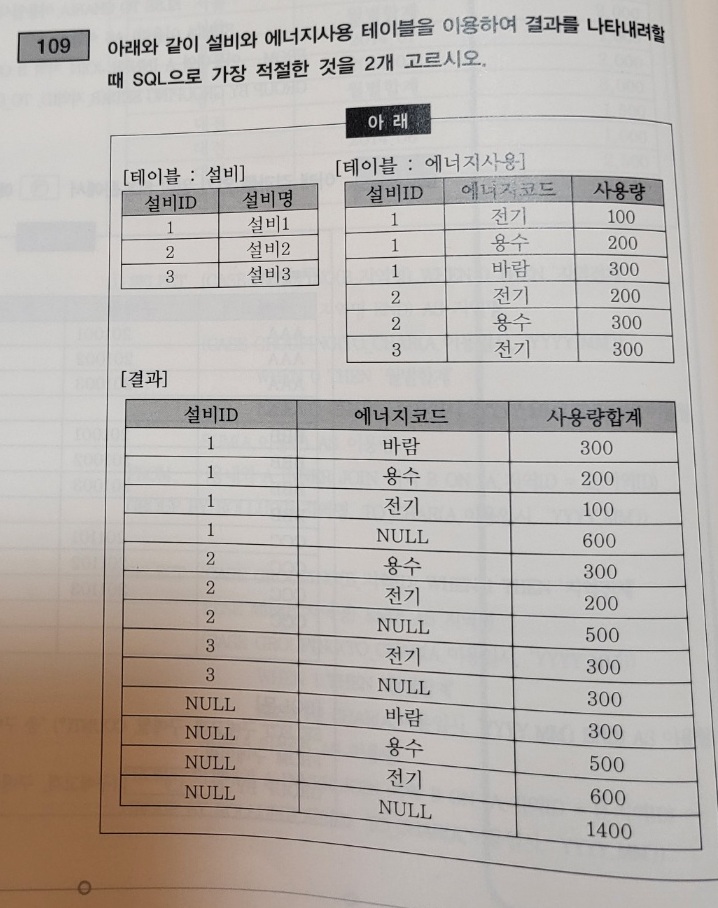 109
아래와 같이 설비와 에너지사용 테이블을 이용하여 결과를 나타내려할
때 SQL으로 가장 적절한 것을 2개 고르시오.
아 래
[테이블 : 설비]
설비ID 설비명
1 설비1
2 설비2
3 설비3
[테이블 : 에너지사용]
설비ID 에너지코드 사용량
1 전기 100
1 용수 200
1 바람 300
2 전기 200
2 용수 300
3 전기 300
[결과]
설비ID 에너지코드 사용량합계
1 바람 300
1 용수 200
1 전기 100
1 NULL 600
2 용수 300
2 전기 200
2 NULL 500
3 전기 300
3 NULL 300
NULL 바람 300
NULL 용수 500
NULL 전기 600
NULL NULL 1400